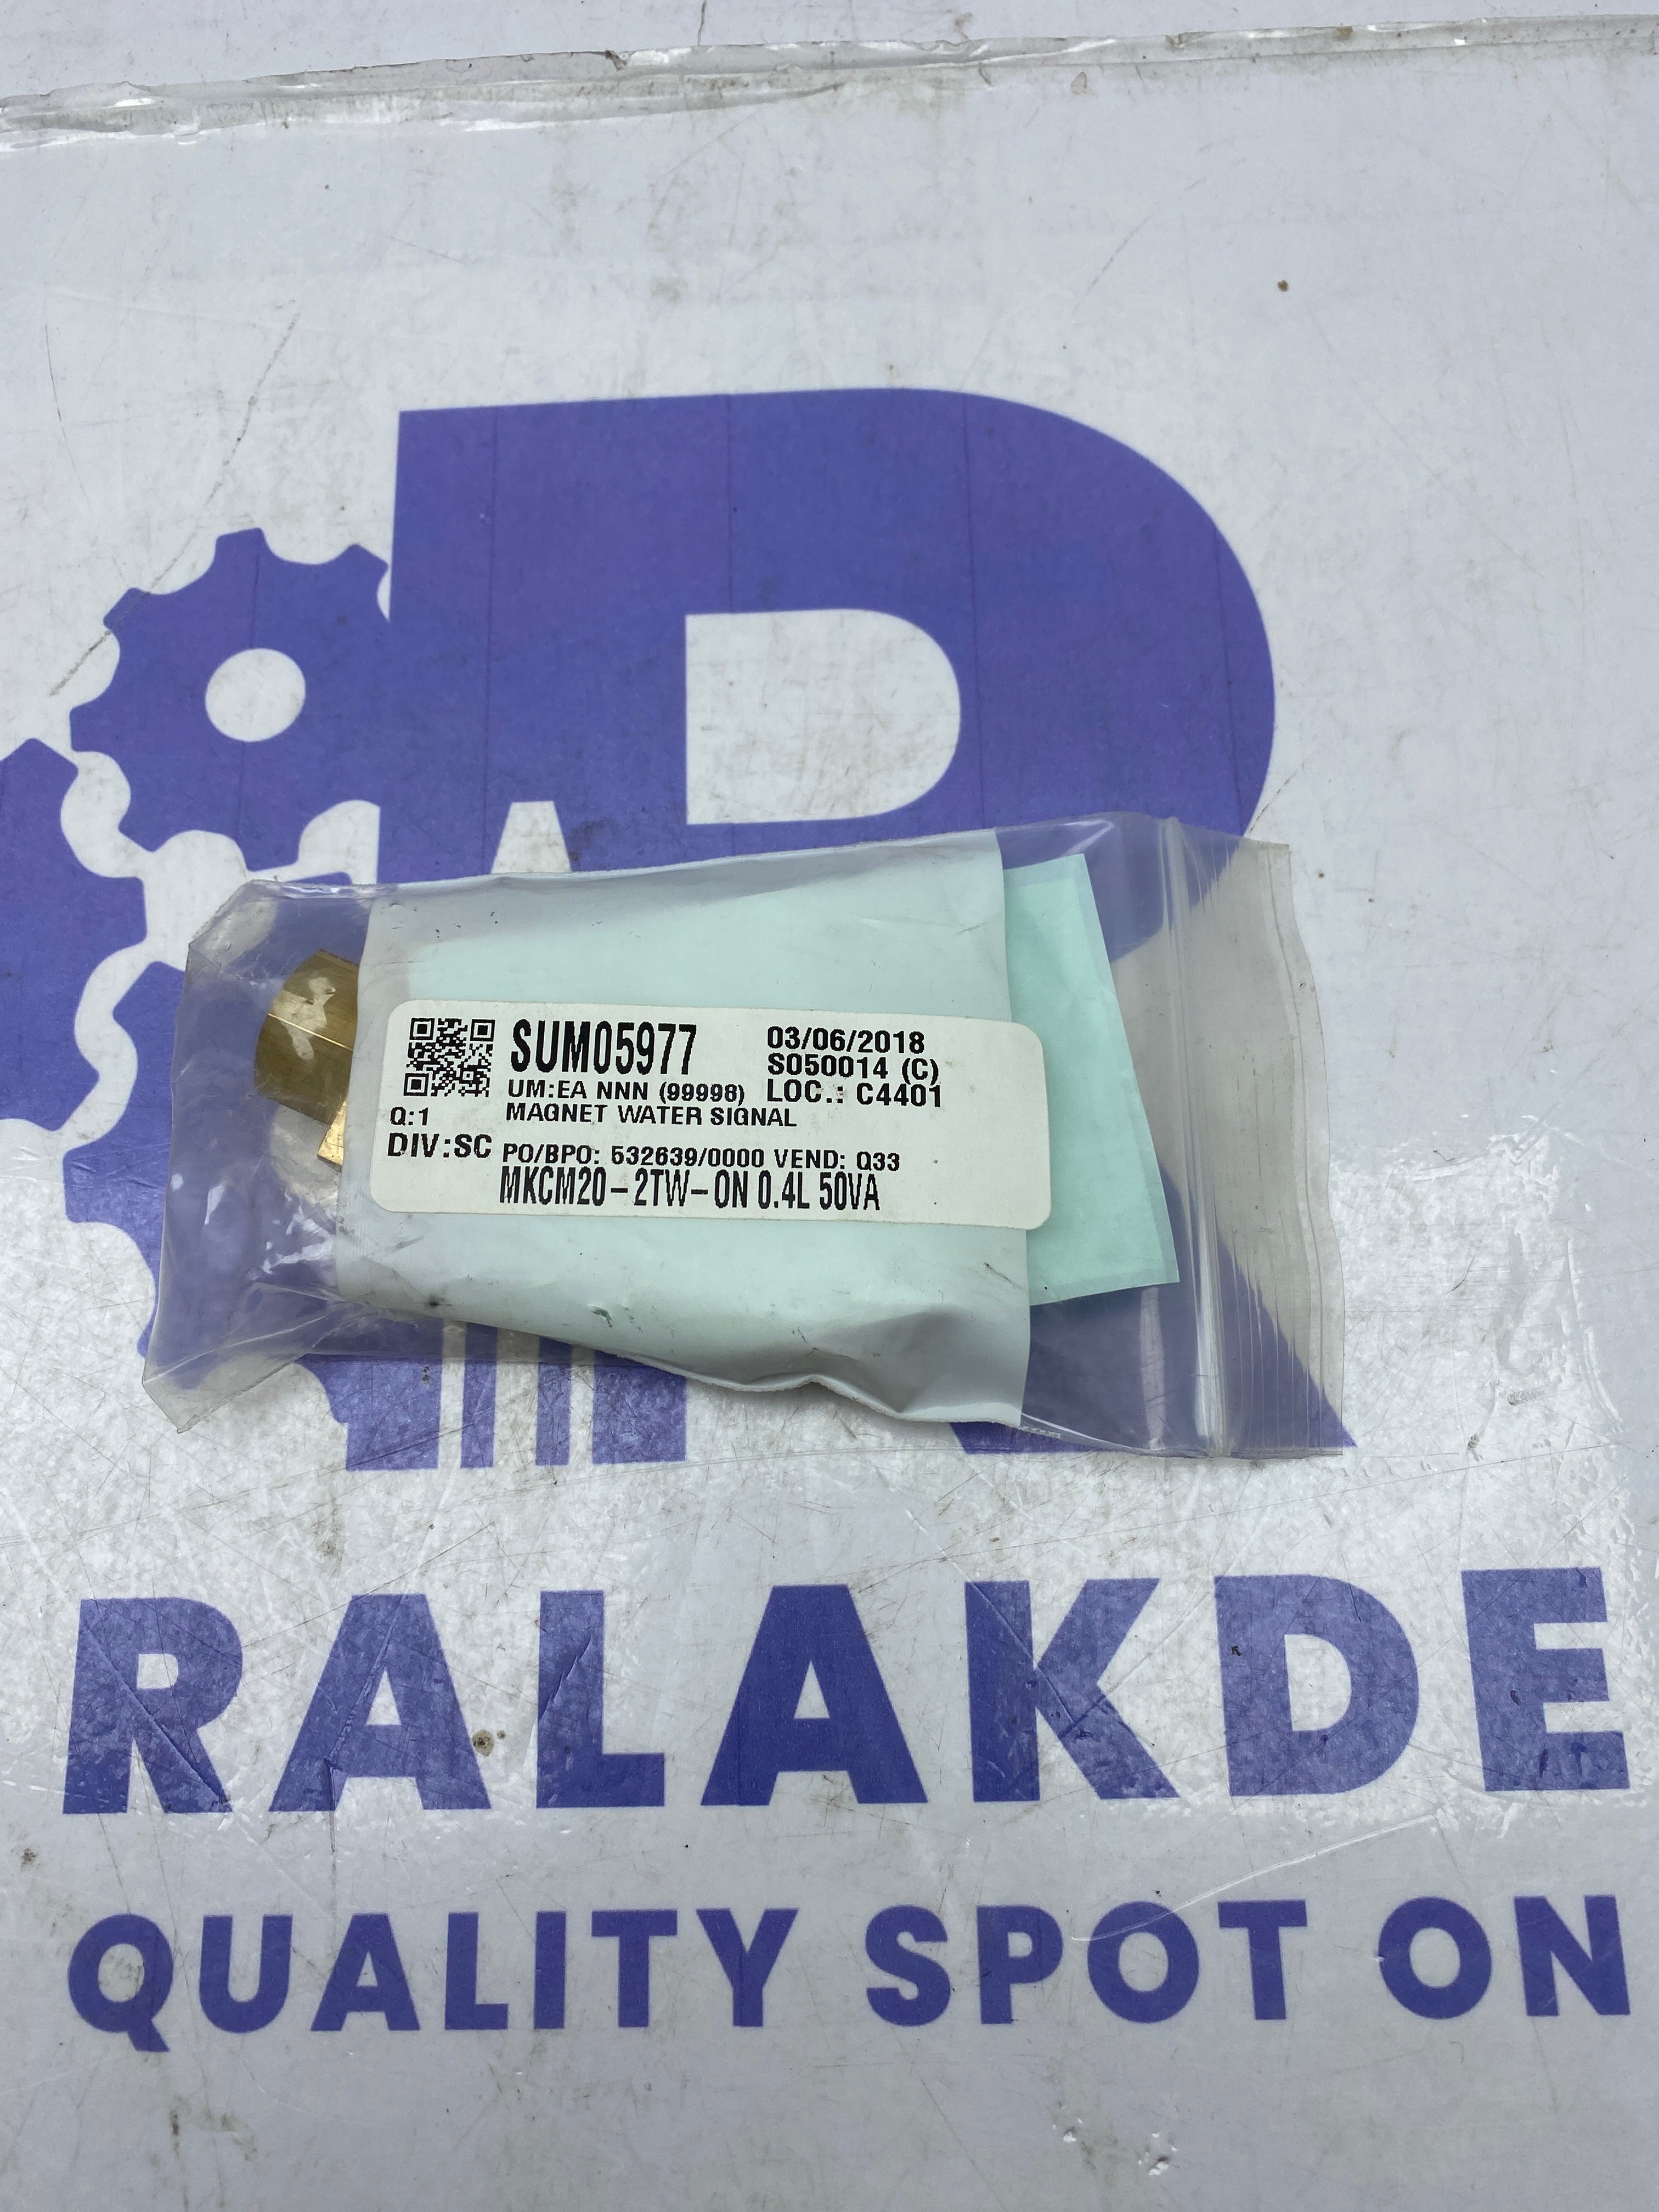 SUM05977
03/06/2018
S050014 (C)
UM:EA NNN (99998)
LOC.: C4401
Q:1
MAGNET WATER SIGNAL
DIV:SC
PO/BPO: 532639/0000 VEND: Q33
MKCM20-2TW-ON 0.4L 50VA
RALAKDE
QUALITY SPOT ON